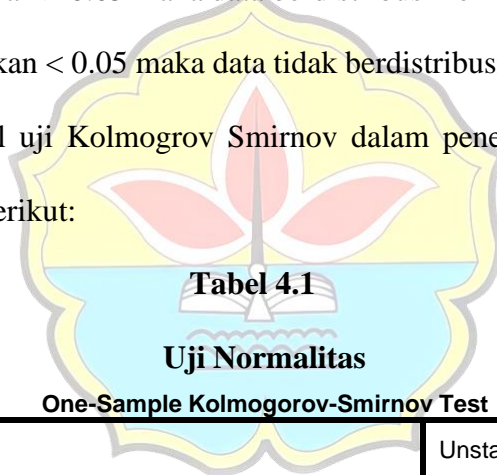 kan < 0.05 maka data tidak berdistribus
l uji Kolmogrov Smirnov dalam pene
erikut:
Tabel 4.1
Uji Normalitas
One-Sample Kolmogorov-Smirnov Test
Unsta